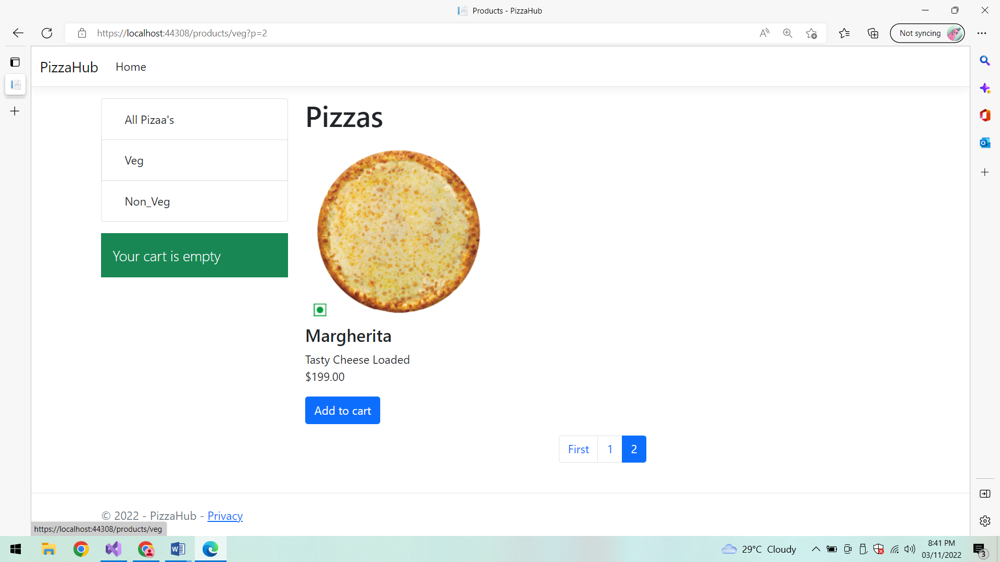 Products - PizzaHub
https://localhost:44308/products/veg?p=2
Not syncing
PizzaHub
Home
All Pizaa's
Veg
Non_Veg
Your cart is empty
Pizzas
Margherita
Tasty Cheese Loaded
$199.00
Add to cart
First 1 2
© 2022 - PizzaHub - Privacy
https://localhost:44308/products/veg
29°C Cloudy
8:41 PM
03/11/2022
3